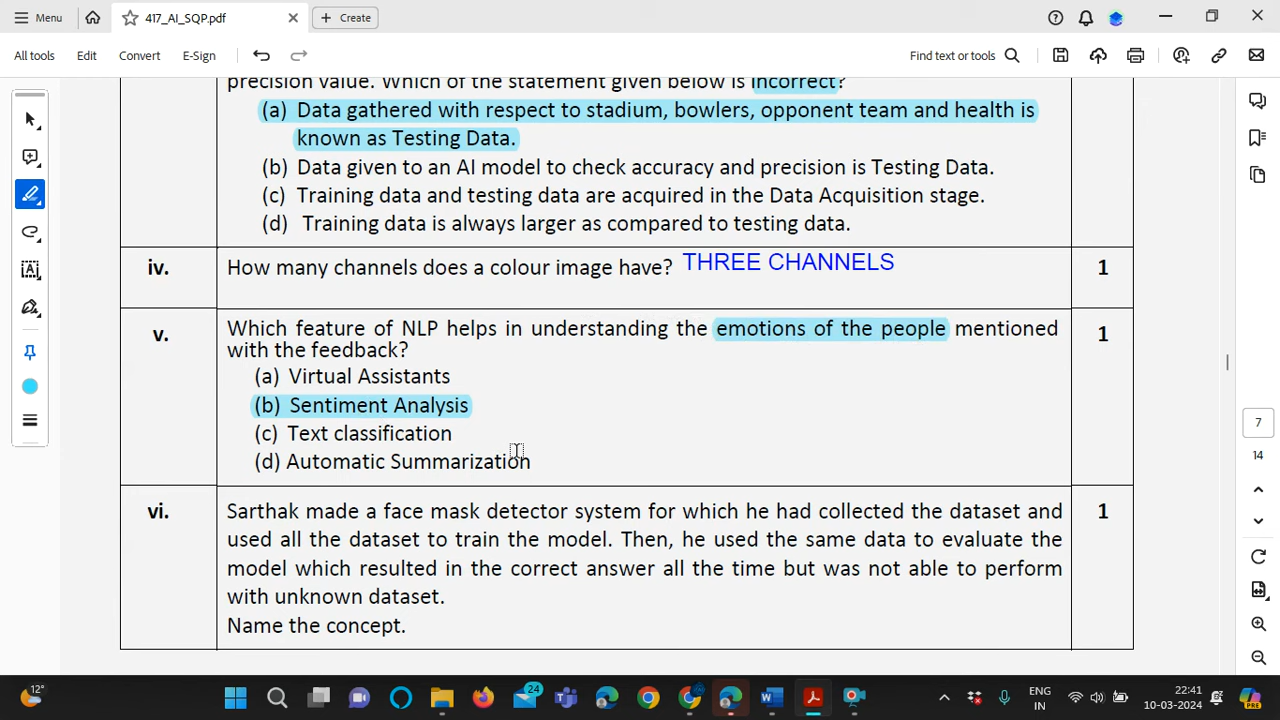 Menu
417_AI_SQP.pdf
Create
All tools
Edit
Convert
E-Sign
Find text or tools
precision value. Which of the statement given below is incorrect?
(a) Data gathered with respect to stadium, bowlers, opponent team and health is
known as Testing Data.
(b) Data given to an AI model to check accuracy and precision is Testing Data.
(c) Training data and testing data are acquired in the Data Acquisition stage.
(d) Training data is always larger as compared to testing data.
iv. How many channels does a colour image have? THREE CHANNELS 1
v. Which feature of NLP helps in understanding the emotions of the people mentioned 1
with the feedback?
(a) Virtual Assistants
(b) Sentiment Analysis
(c) Text classification
(d) Automatic Summarization
vi. Sarthak made a face mask detector system for which he had collected the dataset and 1
used all the dataset to train the model. Then, he used the same data to evaluate the
model which resulted in the correct answer all the time but was not able to perform
with unknown dataset.
Name the concept.
7
14
12°
24
ENG
IN
22:41
10-03-2024
PRE